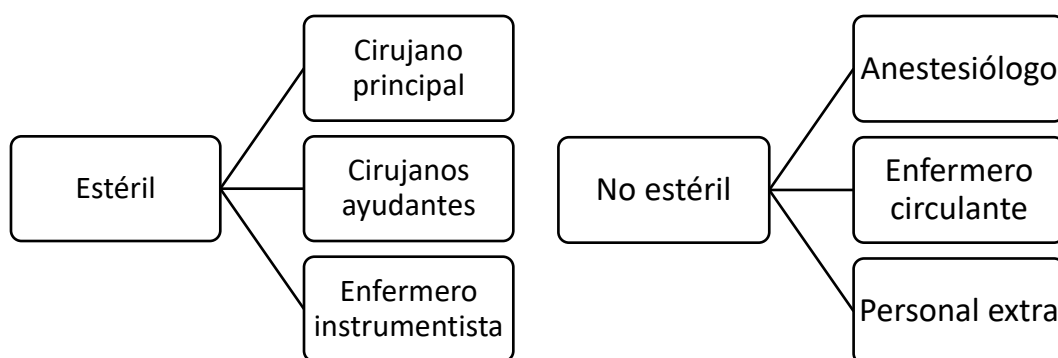 Estéril
Cirujano
principal
Cirujanos
ayudantes
Enfermero
instrumentista
No estéril
Anestesiólogo
Enfermero
circulante
Personal extra